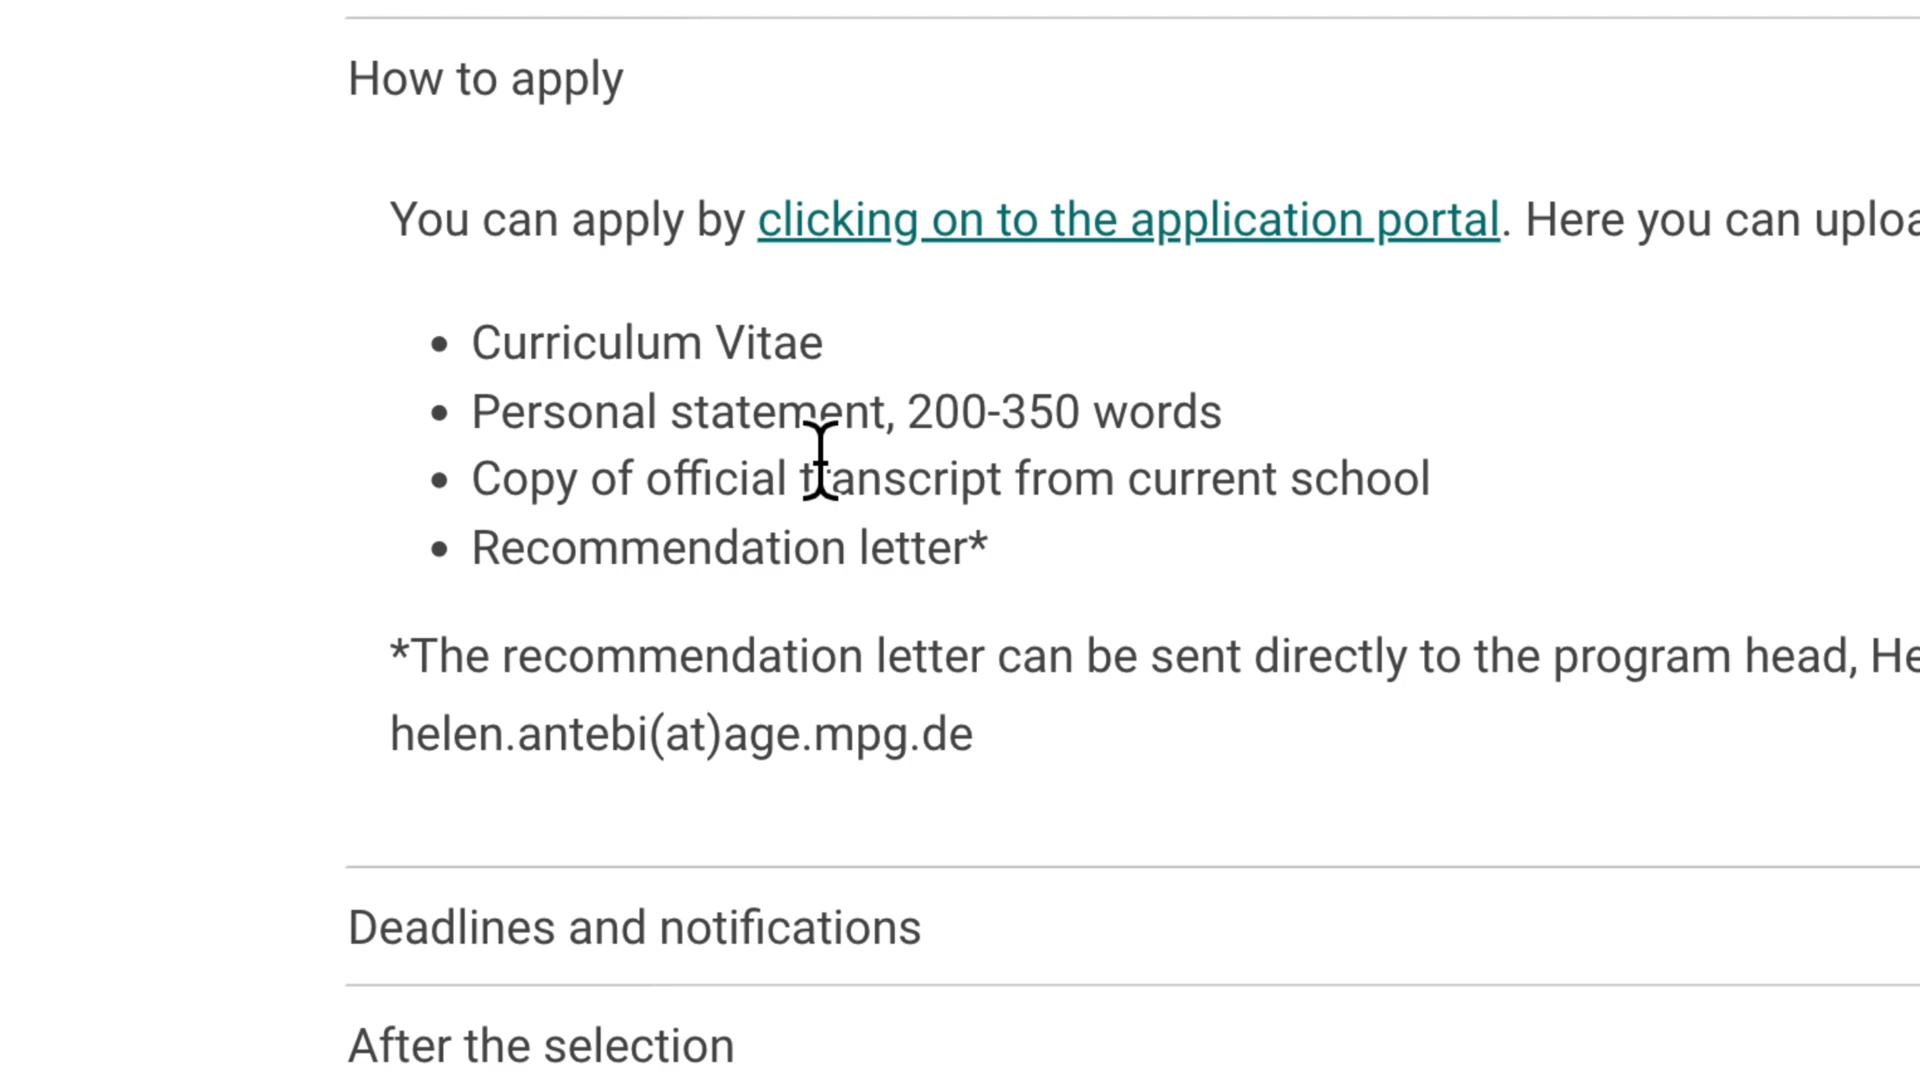 How to apply
You can apply by clicking on to the application portal. Here you can
• Curriculum Vitae
• Personal statement, 200-350 words
• Copy of official transcript from current school
• Recommendation letter*
*The recommendation letter can be sent directly to the program head,
helen.antebi(at)age.mpg.de
Deadlines and notifications
After the selection